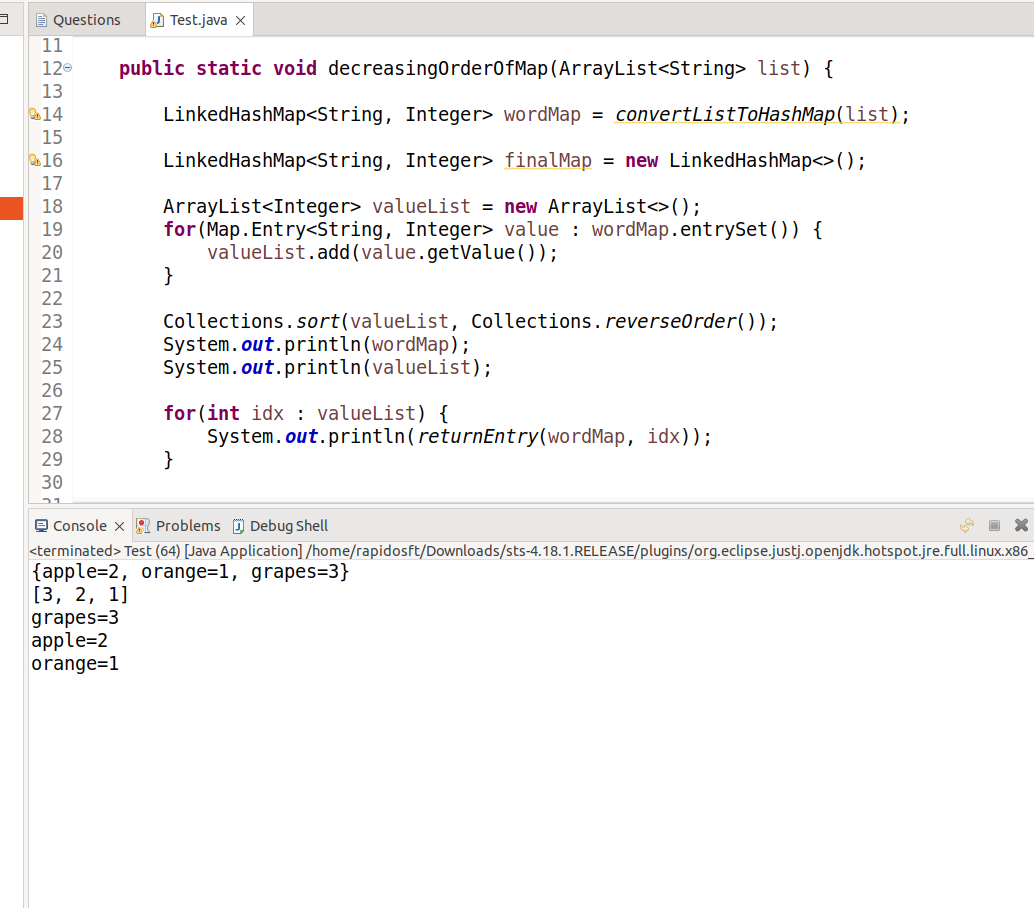 Questions Test.java
11
12 public static void decreasingOrderOfMap(ArrayList<String> list) {
13
14 LinkedHashMap<String, Integer> wordMap = convertListToHashMap(list);
15
16 LinkedHashMap<String, Integer> finalMap = new LinkedHashMap<>();
17
18 ArrayList<Integer> valueList = new ArrayList<>();
19 for(Map.Entry<String, Integer> value : wordMap.entrySet()) {
20 valueList.add(value.getValue());
21 }
22
23 Collections.sort(valueList, Collections.reverseOrder());
24 System.out.println(wordMap);
25 System.out.println(valueList);
26
27 for(int idx : valueList) {
28 System.out.println(returnEntry(wordMap, idx));
29 }
30
Console Problems Debug Shell
<terminated> Test (64) [Java Application] /home/rapidosft/Downloads/sts-4.18.1.RELEASE/plugins/org.eclipse.justj.openjdk.hotspot.jre.full.linux.x86_
{apple=2, orange=1, grapes=3}
[3, 2, 1]
grapes=3
apple=2
orange=1